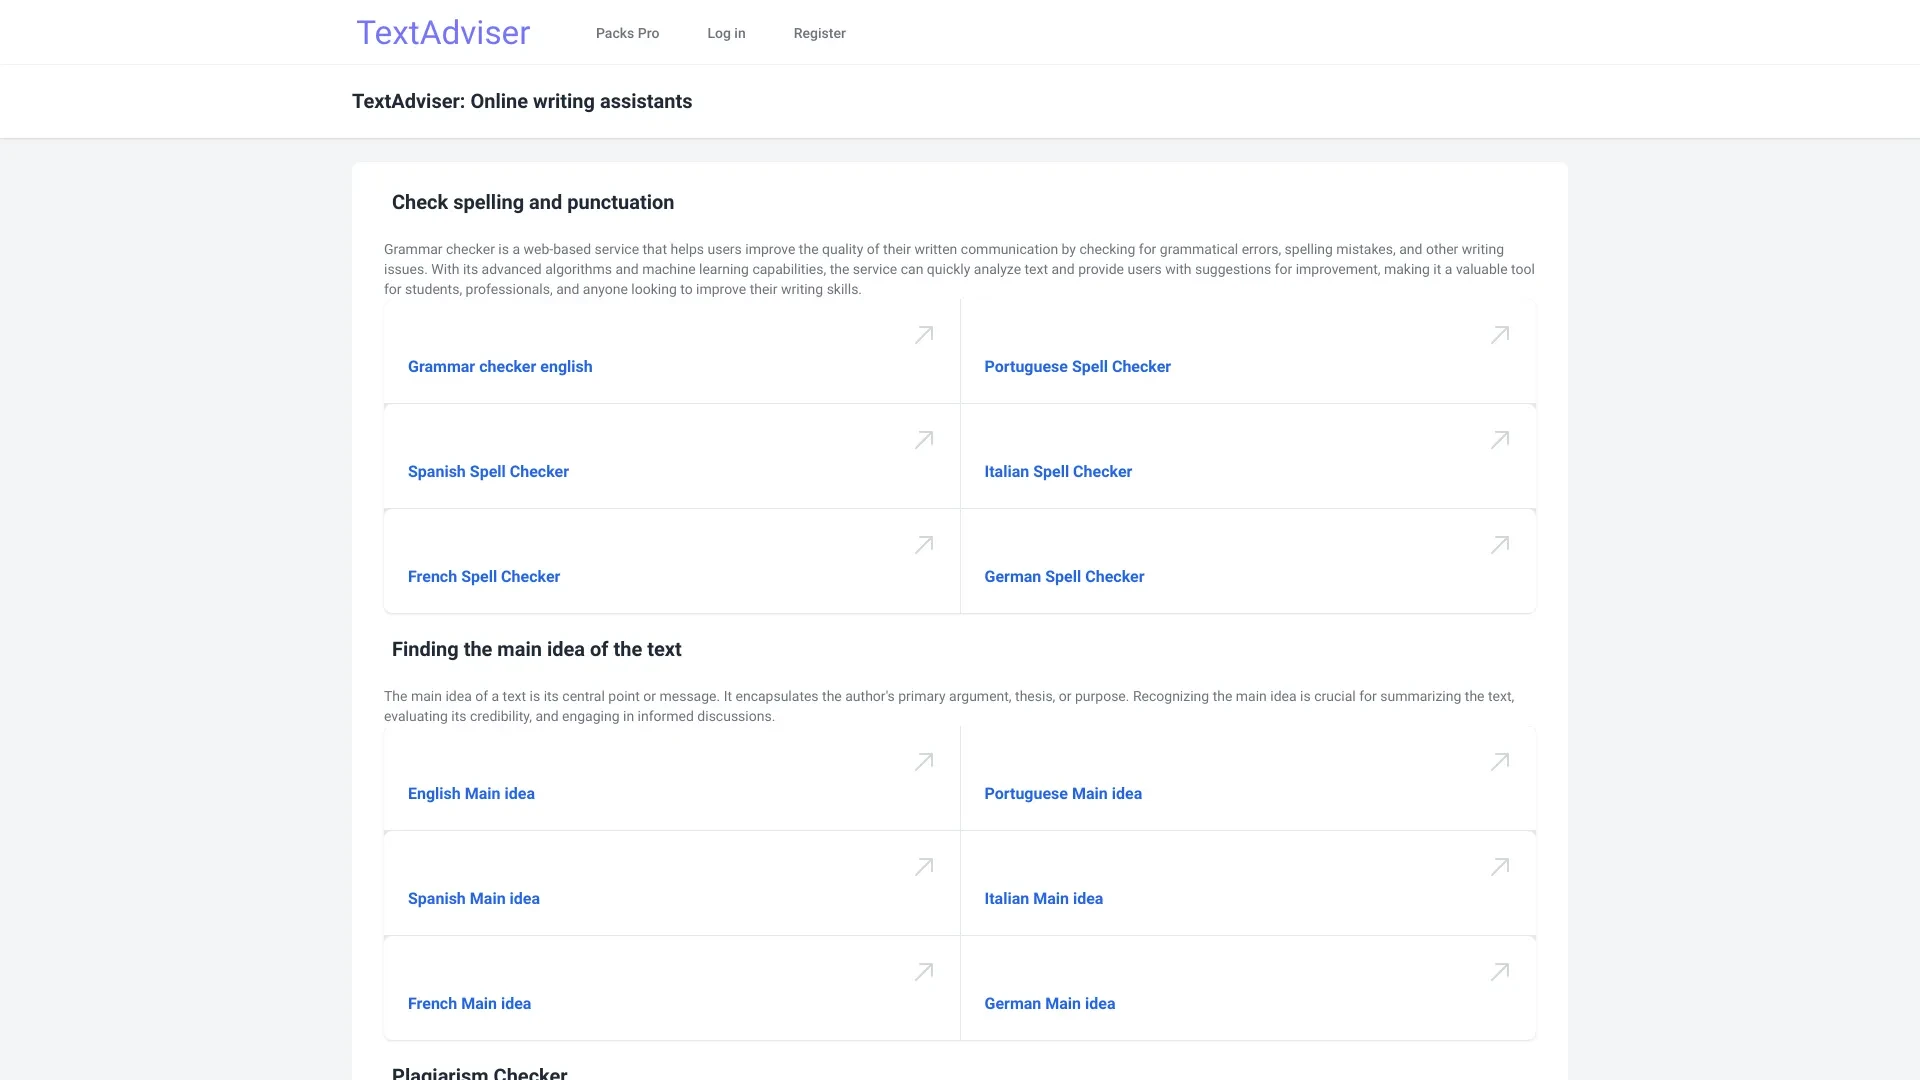 TextAdviser
Packs Pro
Log in
Register
TextAdviser: Online writing assistants
Check spelling and punctuation
Grammar checker is a web-based service that helps users improve the quality of their written communication by checking for grammatical errors, spelling mistakes, and other writing
issues. With its advanced algorithms and machine learning capabilities, the service can quickly analyze text and provide users with suggestions for improvement, making it a valuable tool
for students, professionals, and anyone looking to improve their writing skills.
Grammar checker english
Portuguese Spell Checker
Spanish Spell Checker
Italian Spell Checker
French Spell Checker
German Spell Checker
Finding the main idea of the text
The main idea of a text is its central point or message. It encapsulates the author's primary argument, thesis, or purpose. Recognizing the main idea is crucial for summarizing the text,
evaluating its credibility, and engaging in informed discussions.
English Main idea
Portuguese Main idea
Spanish Main idea
Italian Main idea
French Main idea
German Main idea
Plagiarism Checker